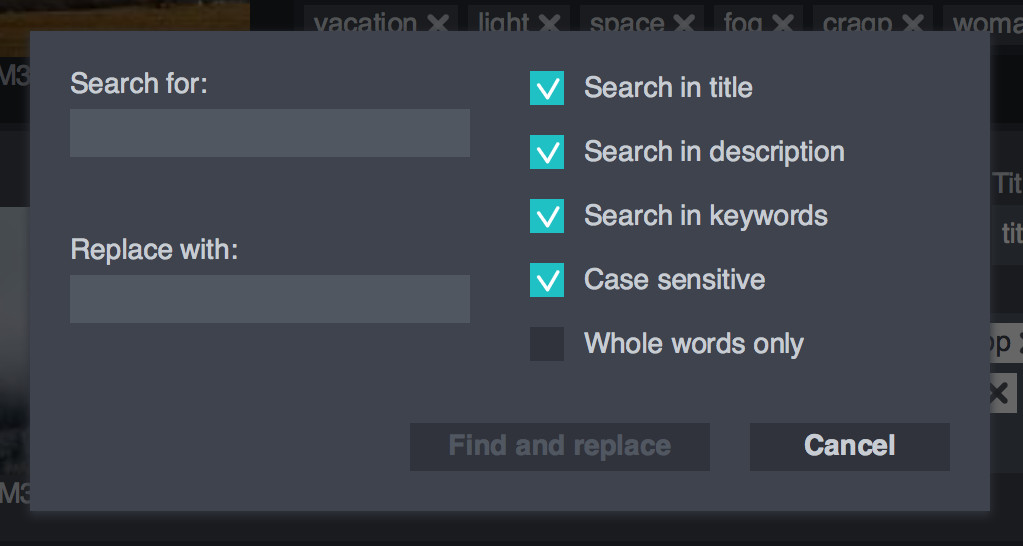 vacation light space fog cragp
Search for:
Replace with:
Search in title
Search in description
Search in keywords
Case sensitive
Whole words only
Find and replace
Cancel